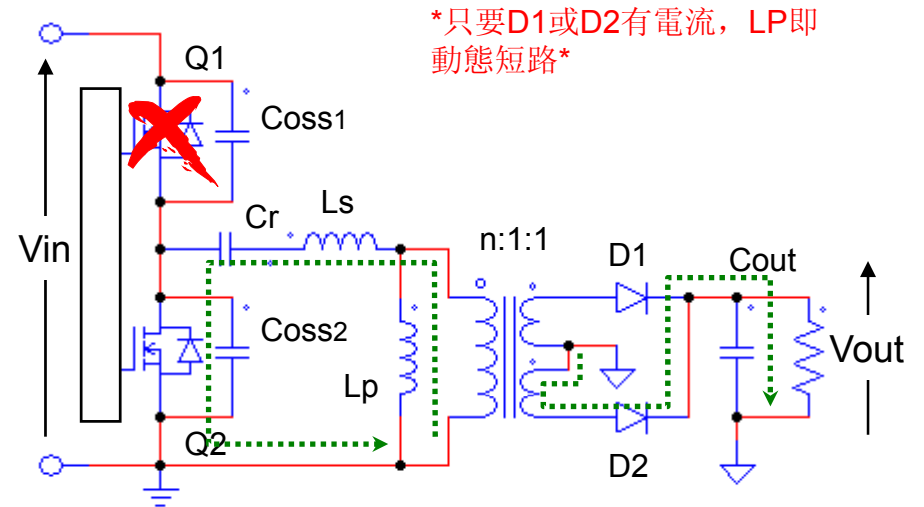 *只要D1或D2有電流，LP即
動態短路*
Q1
Coss1
Cr
Ls
Vin
n:1:1
D1
Cout
Coss2
Lp
Vout
Q2
D2